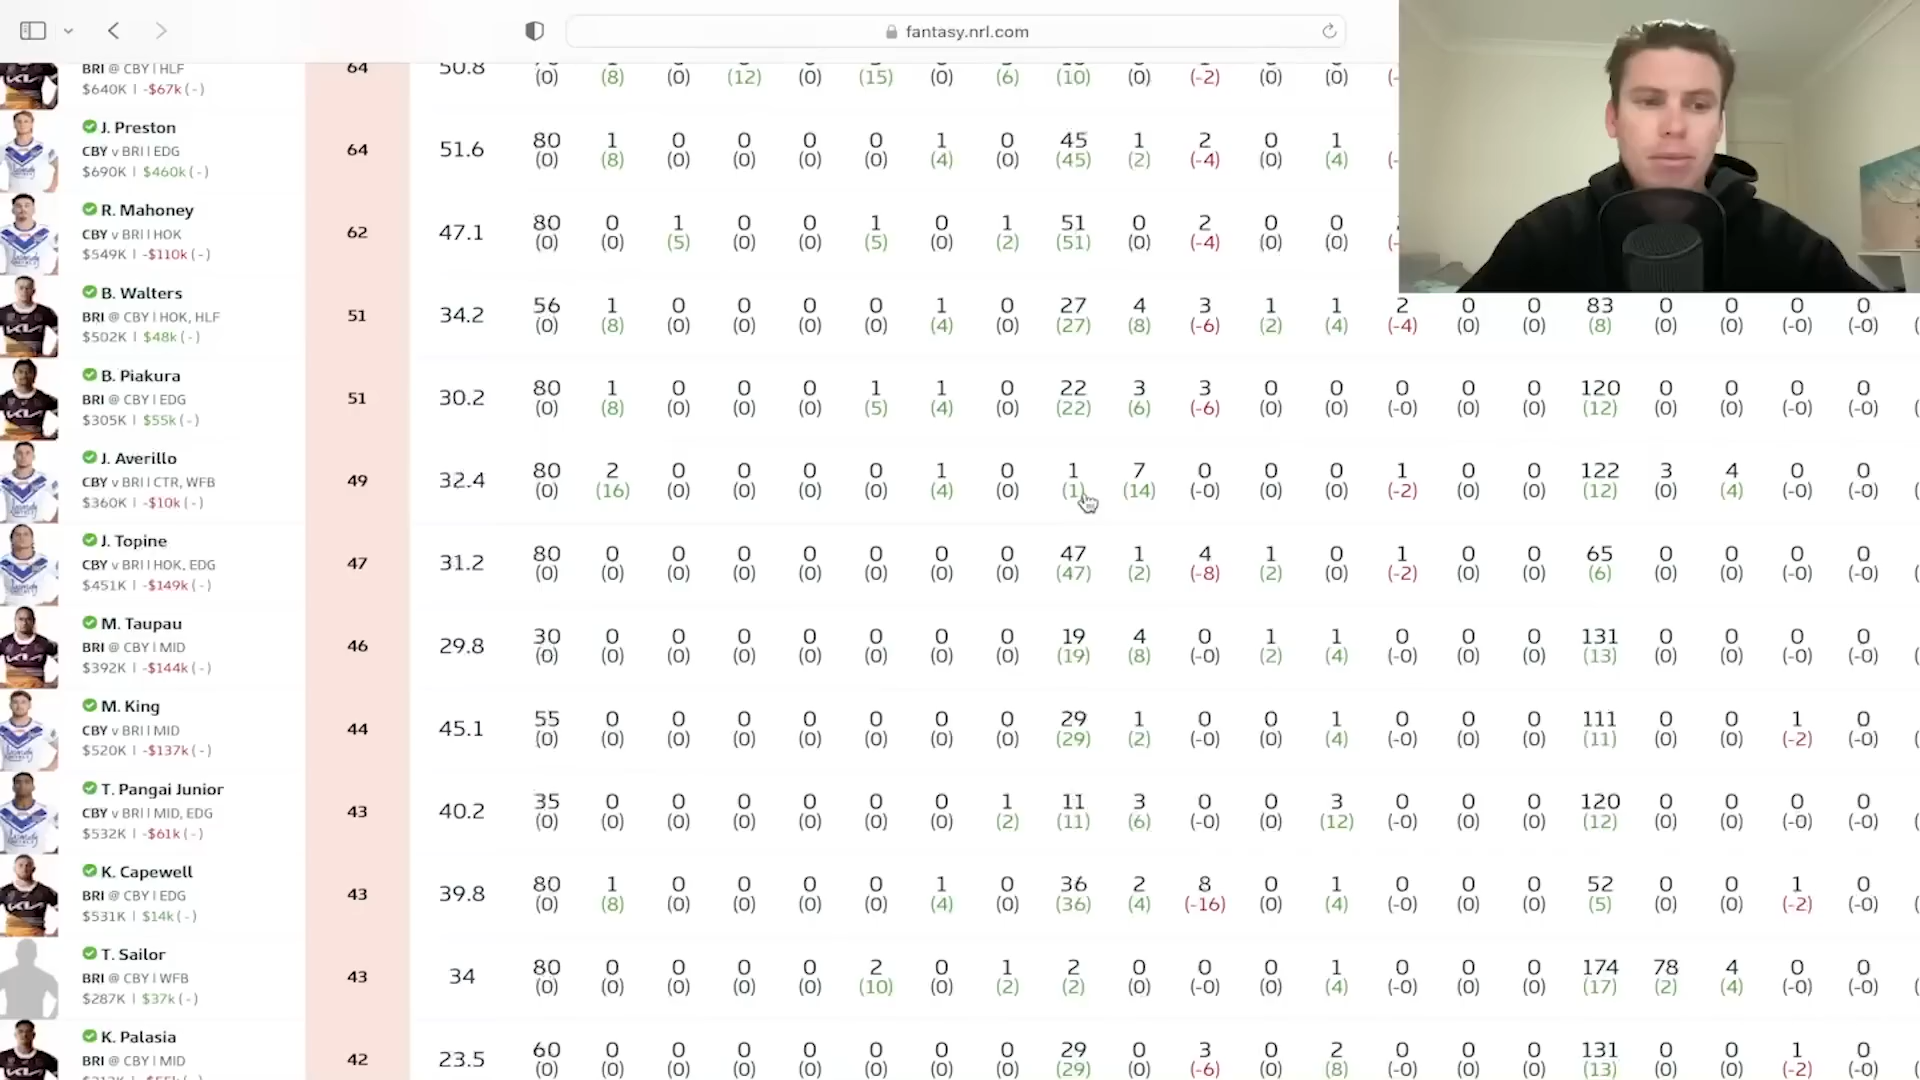 fantasy.nrl.com
BRI @ CBY | HLF
$640K | -$67k (-)
64 50.8
(0) (8) (0) (12) (0) (15) (0) (6) (10) (0) (-2) (0) (0)
J. Preston
CBY v BRI | EDG
$690K | $460k (-)
64 51.6 80 1 0 0 0 0 1 0 45 1 2 0 1
(0) (8) (0) (0) (0) (0) (4) (0) (45) (2) (-4) (0) (4)
R. Mahoney
CBY v BRI | HOK
$549K | -$110k (-)
62 47.1 80 0 1 0 0 1 0 1 51 0 2 0 0
(0) (0) (5) (0) (0) (5) (0) (2) (51) (0) (-4) (0) (0)
B. Walters
BRI @ CBY | HOK, HLF
$502K | $48k (-)
51 34.2 56 1 0 0 0 0 1 0 27 4 3 1 1 2 0 0 83 0 0 0 0
(0) (8) (0) (0) (0) (0) (4) (0) (27) (8) (-6) (2) (4) (-4) (0) (0) (8) (0) (0) (-0) (-0)
B. Piakura
BRI @ CBY | EDG
$305K | $55k (-)
51 30.2 80 1 0 0 0 1 1 0 22 3 3 0 0 0 0 0 120 0 0 0 0
(0) (8) (0) (0) (0) (5) (4) (0) (22) (6) (-6) (0) (0) (-0) (0) (0) (12) (0) (0) (-0) (-0)
J. Averillo
CBY v BRI | CTR, WFB
$360K | -$10k (-)
49 32.4 80 2 0 0 0 0 1 0 1 7 0 0 0 1 0 0 122 3 4 0 0
(0) (16) (0) (0) (0) (0) (4) (0) (1) (14) (-0) (0) (0) (-2) (0) (0) (12) (0) (4) (-0) (-0)
J. Topine
CBY v BRI | HOK, EDG
$451K | -$149k (-)
47 31.2 80 0 0 0 0 0 0 0 47 1 4 1 0 1 0 0 65 0 0 0 0
(0) (0) (0) (0) (0) (0) (0) (0) (47) (2) (-8) (2) (0) (-2) (0) (0) (6) (0) (0) (-0) (-0)
M. Taupau
BRI @ CBY | MID
$392K | -$144k (-)
46 29.8 30 0 0 0 0 0 0 0 19 4 0 1 1 0 0 0 131 0 0 0 0
(0) (0) (0) (0) (0) (0) (0) (0) (19) (8) (-0) (2) (4) (-0) (0) (0) (13) (0) (0) (-0) (-0)
M. King
CBY v BRI | MID
$520K | -$137k (-)
44 45.1 55 0 0 0 0 0 0 0 29 1 0 0 1 0 0 0 111 0 0 1 0
(0) (0) (0) (0) (0) (0) (0) (0) (29) (2) (-0) (0) (4) (-0) (0) (0) (11) (0) (0) (-2) (-0)
T. Pangai Junior
CBY v BRI | MID, EDG
$532K | -$61k (-)
43 40.2 35 0 0 0 0 0 0 1 11 3 0 0 3 0 0 0 120 0 0 0 0
(0) (0) (0) (0) (0) (0) (0) (2) (11) (6) (-0) (0) (12) (-0) (0) (0) (12) (0) (0) (-0) (-0)
K. Capewell
BRI @ CBY | EDG
$531K | $14k (-)
43 39.8 80 1 0 0 0 0 1 0 36 2 8 0 1 0 0 0 52 0 0 1 0
(0) (8) (0) (0) (0) (0) (4) (0) (36) (4) (-16) (0) (4) (-0) (0) (0) (5) (0) (0) (-2) (-0)
T. Sailor
BRI @ CBY | WFB
$287K | $37k (-)
43 34 80 0 0 0 0 2 0 1 2 0 0 0 1 0 0 0 174 78 4 0 0
(0) (0) (0) (0) (0) (10) (0) (2) (2) (0) (-0) (0) (4) (-0) (0) (0) (17) (2) (4) (-0) (-0)
K. Palasia
BRI @ CBY | MID
42 23.5 60 0 0 0 0 0 0 0 29 0 3 0 2 0 0 0 131 0 0 1 0
(0) (0) (0) (0) (0) (0) (0) (0) (29) (0) (-6) (0) (8) (-0) (0) (0) (13) (0) (0) (-2) (-0)